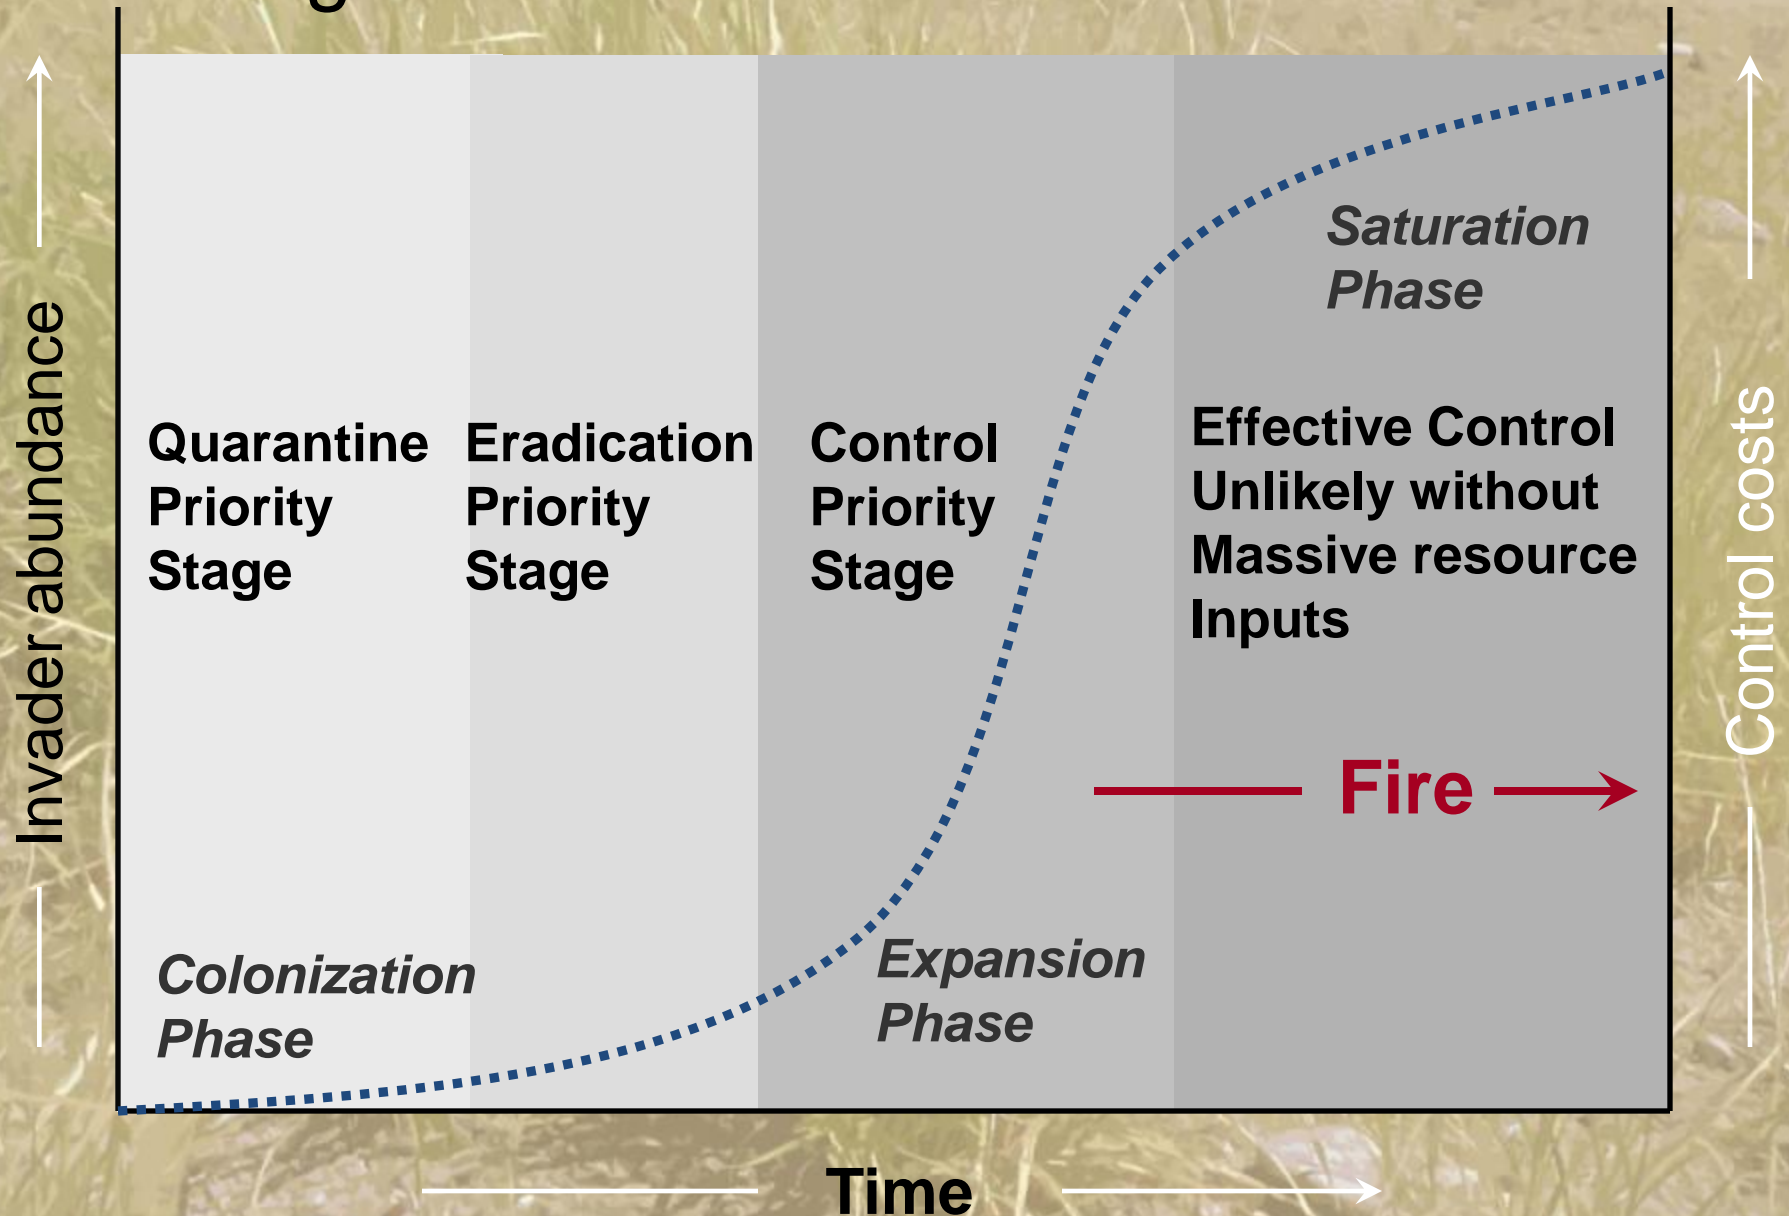 Invader abundance
Quarantine
Priority
Stage
Eradication
Priority
Stage
Control
Priority
Stage
Effective Control
Unlikely without
Massive resource
Inputs
Saturation
Phase
Fire
Colonization
Phase
Expansion
Phase
Control costs
Time